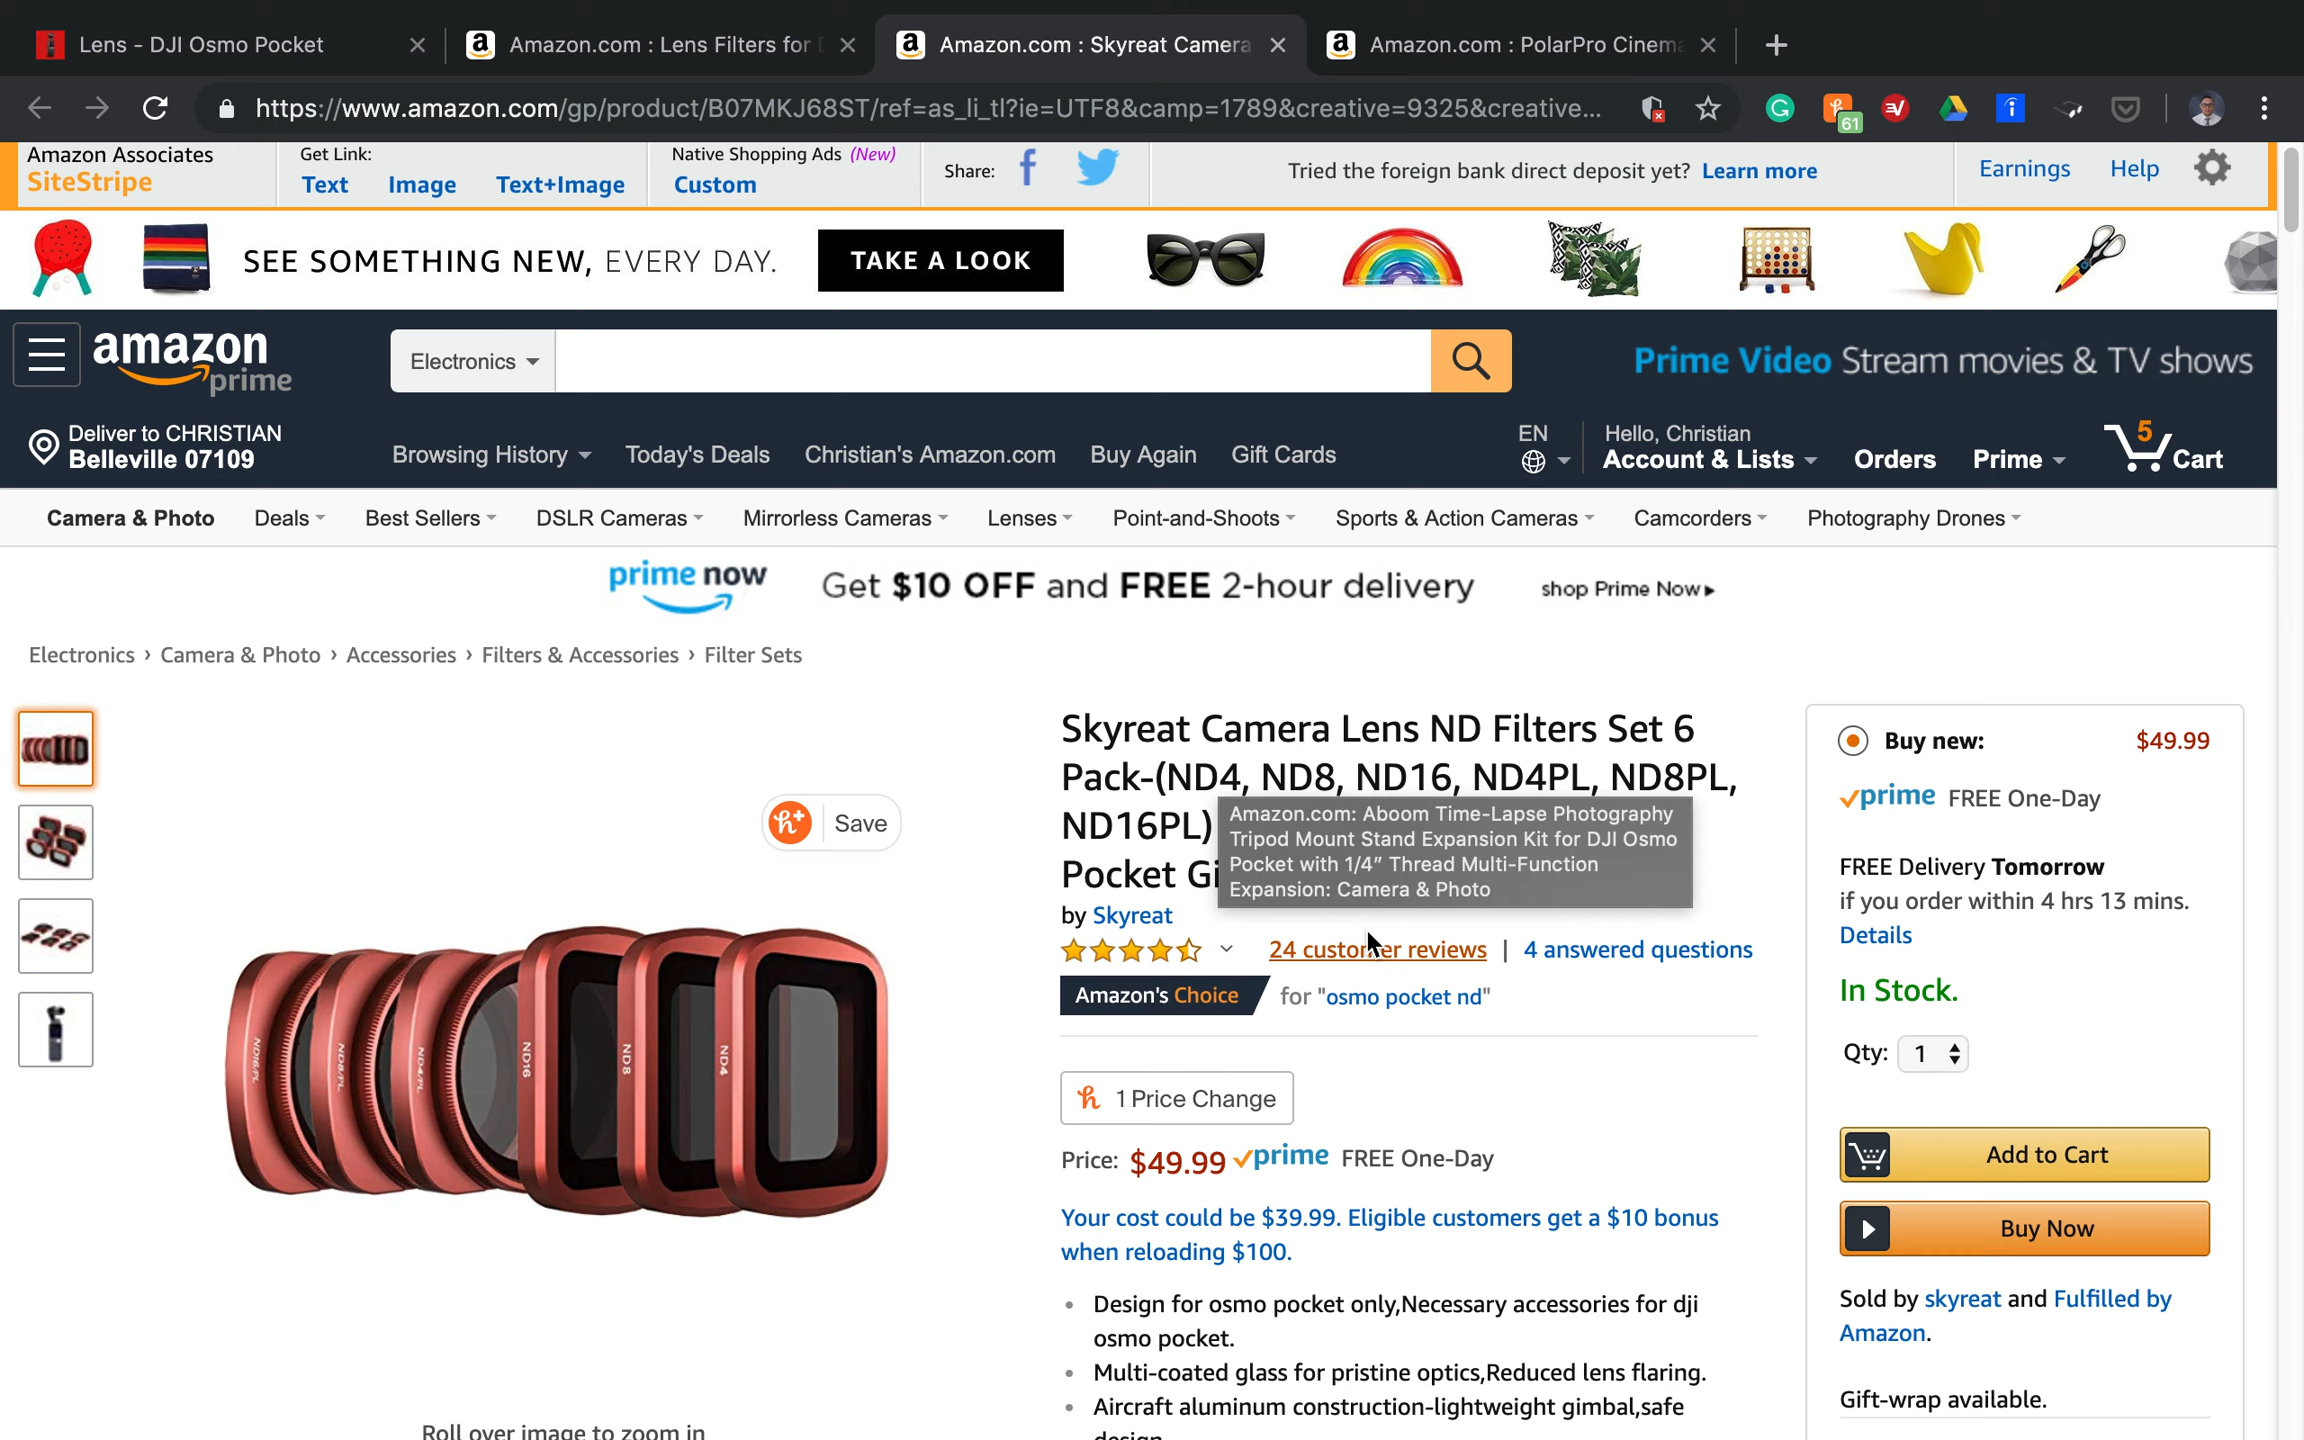 Lens - DJI Osmo Pocket
Amazon.com : Lens Filters for
Amazon.com : Skyreat Camera
Amazon.com : PolarPro Cinema
https://www.amazon.com/gp/product/B07MKJ68ST/ref=as_li_tl?ie=UTF8&camp=1789&creative=9325&creative...
61
Amazon Associates
SiteStripe
Get Link:
Text Image Text+Image
Native Shopping Ads (New)
Custom
Share:
Tried the foreign bank direct deposit yet? Learn more
Earnings Help
SEE SOMETHING NEW, EVERY DAY.
TAKE A LOOK
amazon prime
Electronics
Prime Video Stream movies & TV shows
Deliver to CHRISTIAN
Belleville 07109
Browsing History Today's Deals Christian's Amazon.com Buy Again Gift Cards
EN
Hello, Christian
Account & Lists
Orders
Prime
5
Cart
Camera & Photo Deals Best Sellers DSLR Cameras Mirrorless Cameras Lenses Point-and-Shoots Sports & Action Cameras Camcorders Photography Drones
prime now Get $10 OFF and FREE 2-hour delivery shop Prime Now
Electronics › Camera & Photo › Accessories › Filters & Accessories › Filter Sets
Save
ND16/PL ND8/PL ND4/PL ND16 ND8 ND4
Roll over image to zoom in
Skyreat Camera Lens ND Filters Set 6
Pack-(ND4, ND8, ND16, ND4PL, ND8PL,
ND16PL)
Pocket Gi
Amazon.com: Aboom Time-Lapse Photography
Tripod Mount Stand Expansion Kit for DJI Osmo
Pocket with 1/4” Thread Multi-Function
Expansion: Camera & Photo
by Skyreat
24 customer reviews | 4 answered questions
Amazon's Choice for "osmo pocket nd"
1 Price Change
Price: $49.99 prime FREE One-Day
Your cost could be $39.99. Eligible customers get a $10 bonus
when reloading $100.
• Design for osmo pocket only,Necessary accessories for dji
osmo pocket.
• Multi-coated glass for pristine optics,Reduced lens flaring.
• Aircraft aluminum construction-lightweight gimbal,safe
design
Buy new: $49.99
prime FREE One-Day
FREE Delivery Tomorrow
if you order within 4 hrs 13 mins.
Details
In Stock.
Qty: 1
Add to Cart
Buy Now
Sold by skyreat and Fulfilled by
Amazon.
Gift-wrap available.